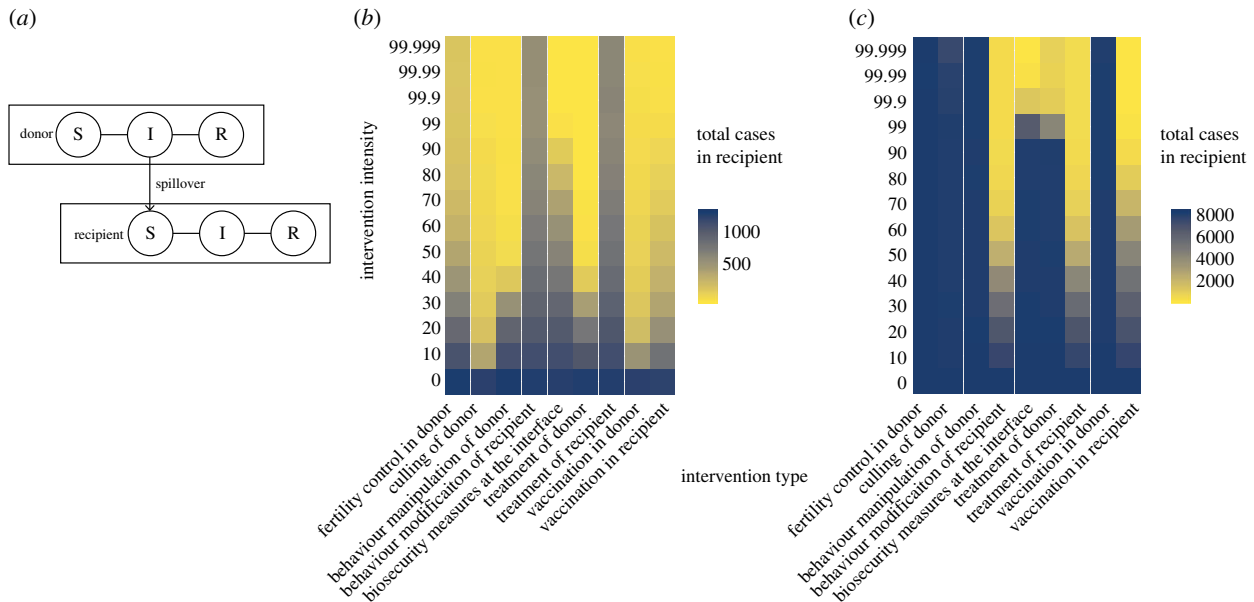 (a)
donor
S
I
R
spillover
recipient
S
I
R
(b)
intervention intensity
99.999
99.99
99.9
99
90
80
70
60
50
40
30
20
10
0
fertility control in donor
culling of donor
behaviour manipulation of donor
behaviour modificaiton of recipient
biosecurity measures at the interface
treatment of donor
treatment of recipient
vaccination in donor
vaccination in recipient
total cases
in recipient
1000
500
intervention type
(c)
99.999
99.99
99.9
99
90
80
70
60
50
40
30
20
10
0
fertility control in donor
culling of donor
behaviour manipulation of donor
behaviour modificaiton of recipient
biosecurity measures at the interface
treatment of donor
treatment of recipient
vaccination in donor
vaccination in recipient
total cases
in recipient
8000
6000
4000
2000